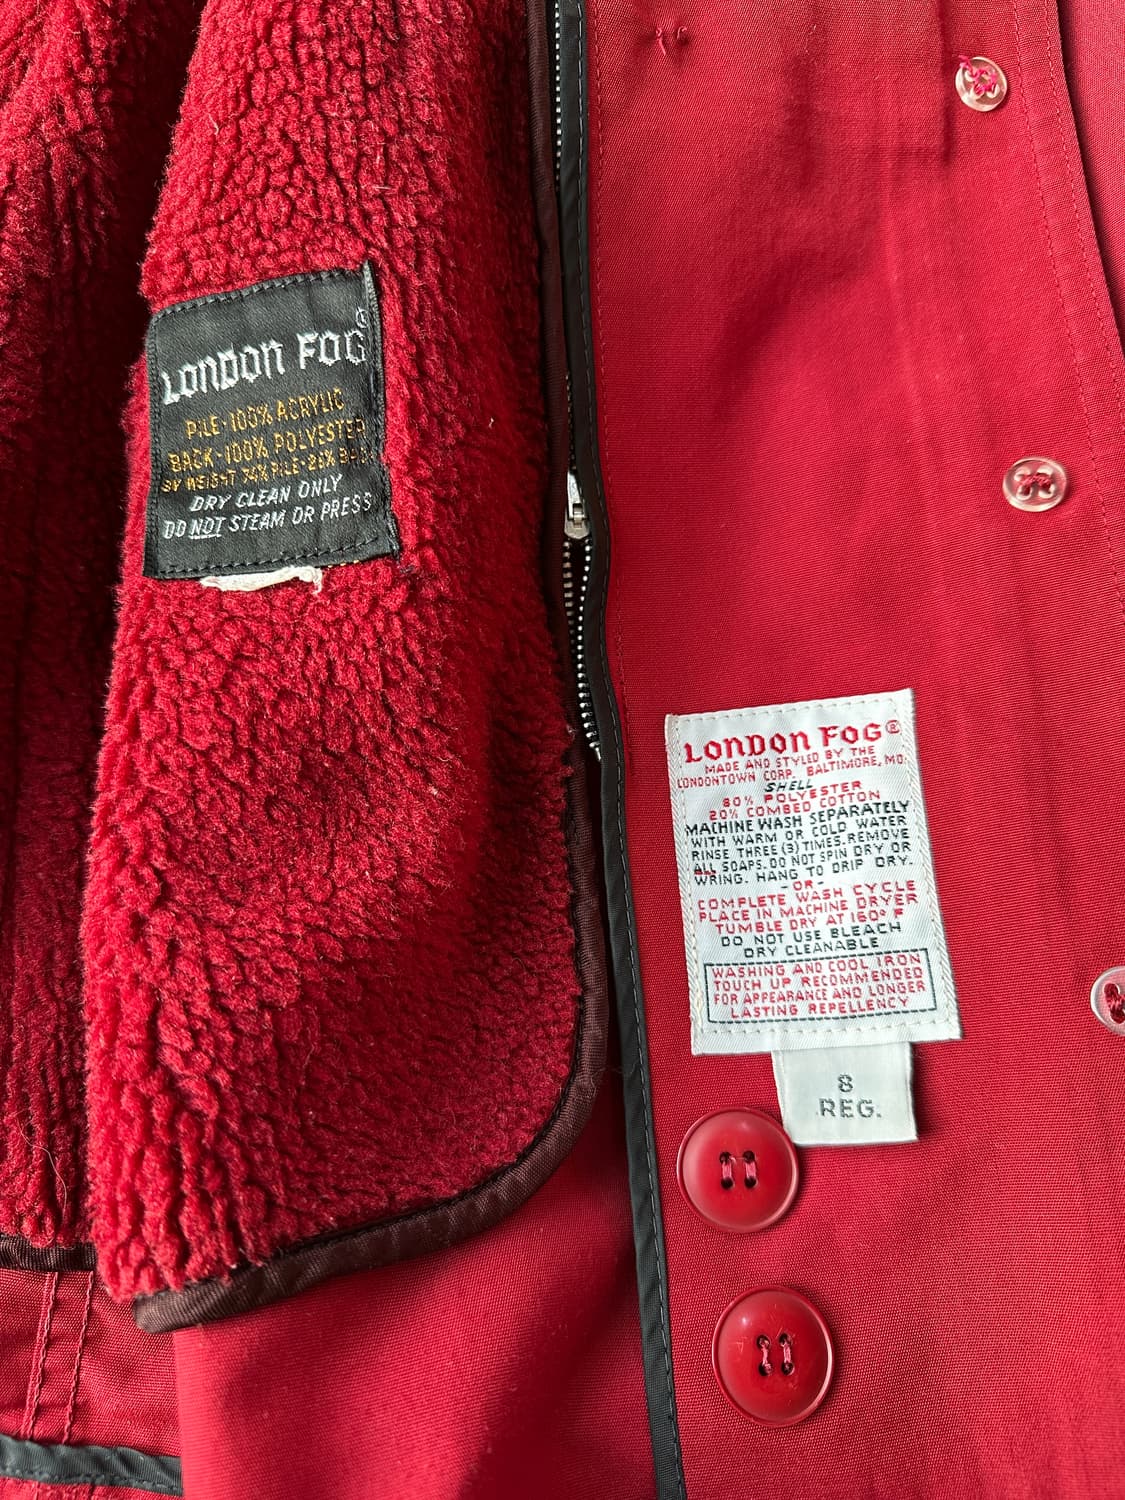 LONDON FOG®
PILE-100% ACRYLIC
BACK-100% POLYESTER
BY WEIGHT 74% PILE-26%
DRY CLEAN ONLY
DO NOT STEAM OR PRESS
LONDON FOG®
MADE AND STYLED BY THE
LONDONTOWN CORP. BALTIMORE, MD.
SHELL
80% POLYESTER
20% COMBED COTTON
MACHINE WASH SEPARATELY
WITH WARM OR COLD WATER
RINSE THREE (3) TIMES. REMOVE
ALL SOAPS. DO NOT SPIN DRY OR
WRING. HANG TO DRIP DRY.
-OR-
COMPLETE WASH CYCLE
PLACE IN MACHINE DRYER
TUMBLE DRY AT 160° F
DO NOT USE BLEACH
DRY CLEANABLE
WASHING AND COOL IRON
TOUCH UP RECOMMENDED
FOR APPEARANCE AND LONGER
LASTING REPELLENCY
8
REG.